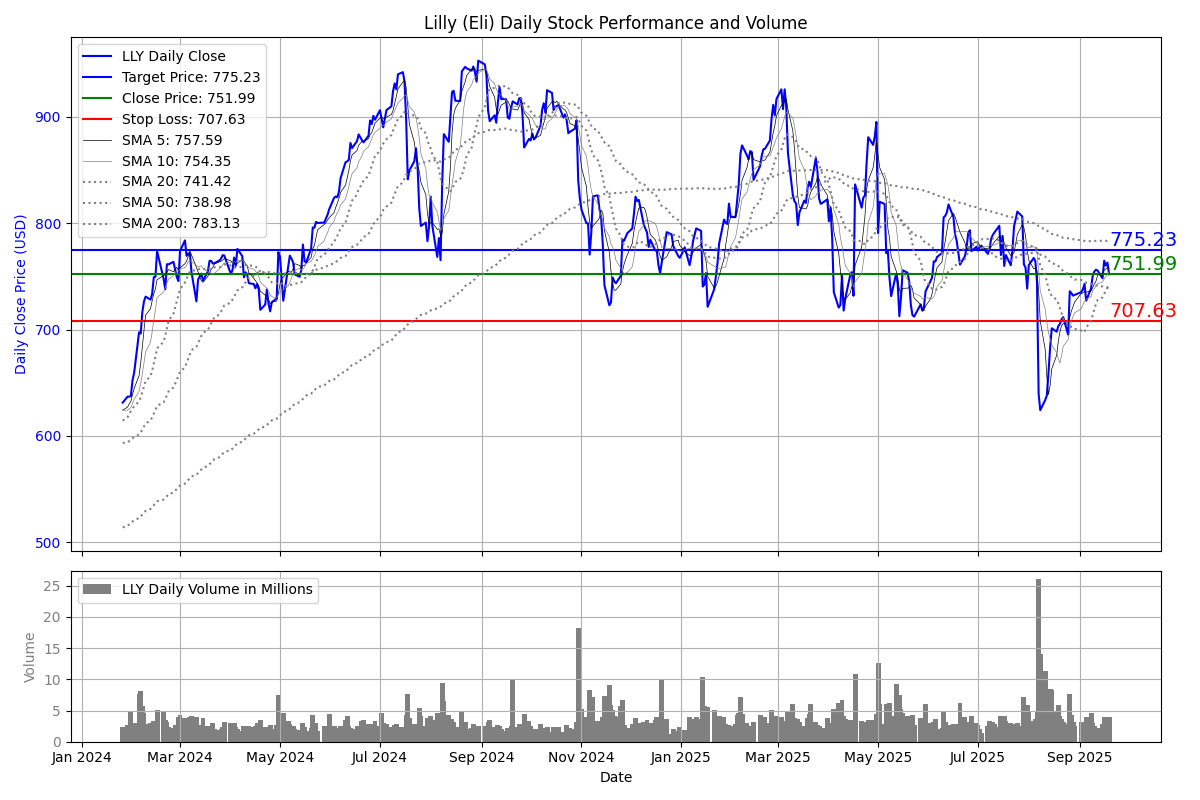 Lilly (Eli) Daily Stock Performance and Volume
LLY Daily Close
Target Price: 775.23
Close Price: 751.99
Stop Loss: 707.63
SMA 5: 757.59
SMA 10: 754.35
SMA 20: 741.42
SMA 50: 738.98
SMA 200: 783.13
Daily Close Price (USD)
900
800
700
600
500
775.23
751.99
707.63
LLY Daily Volume in Millions
Volume
25
20
15
10
5
0
Jan 2024 Mar 2024 May 2024 Jul 2024 Sep 2024 Nov 2024 Jan 2025 Mar 2025 May 2025 Jul 2025 Sep 2025
Date